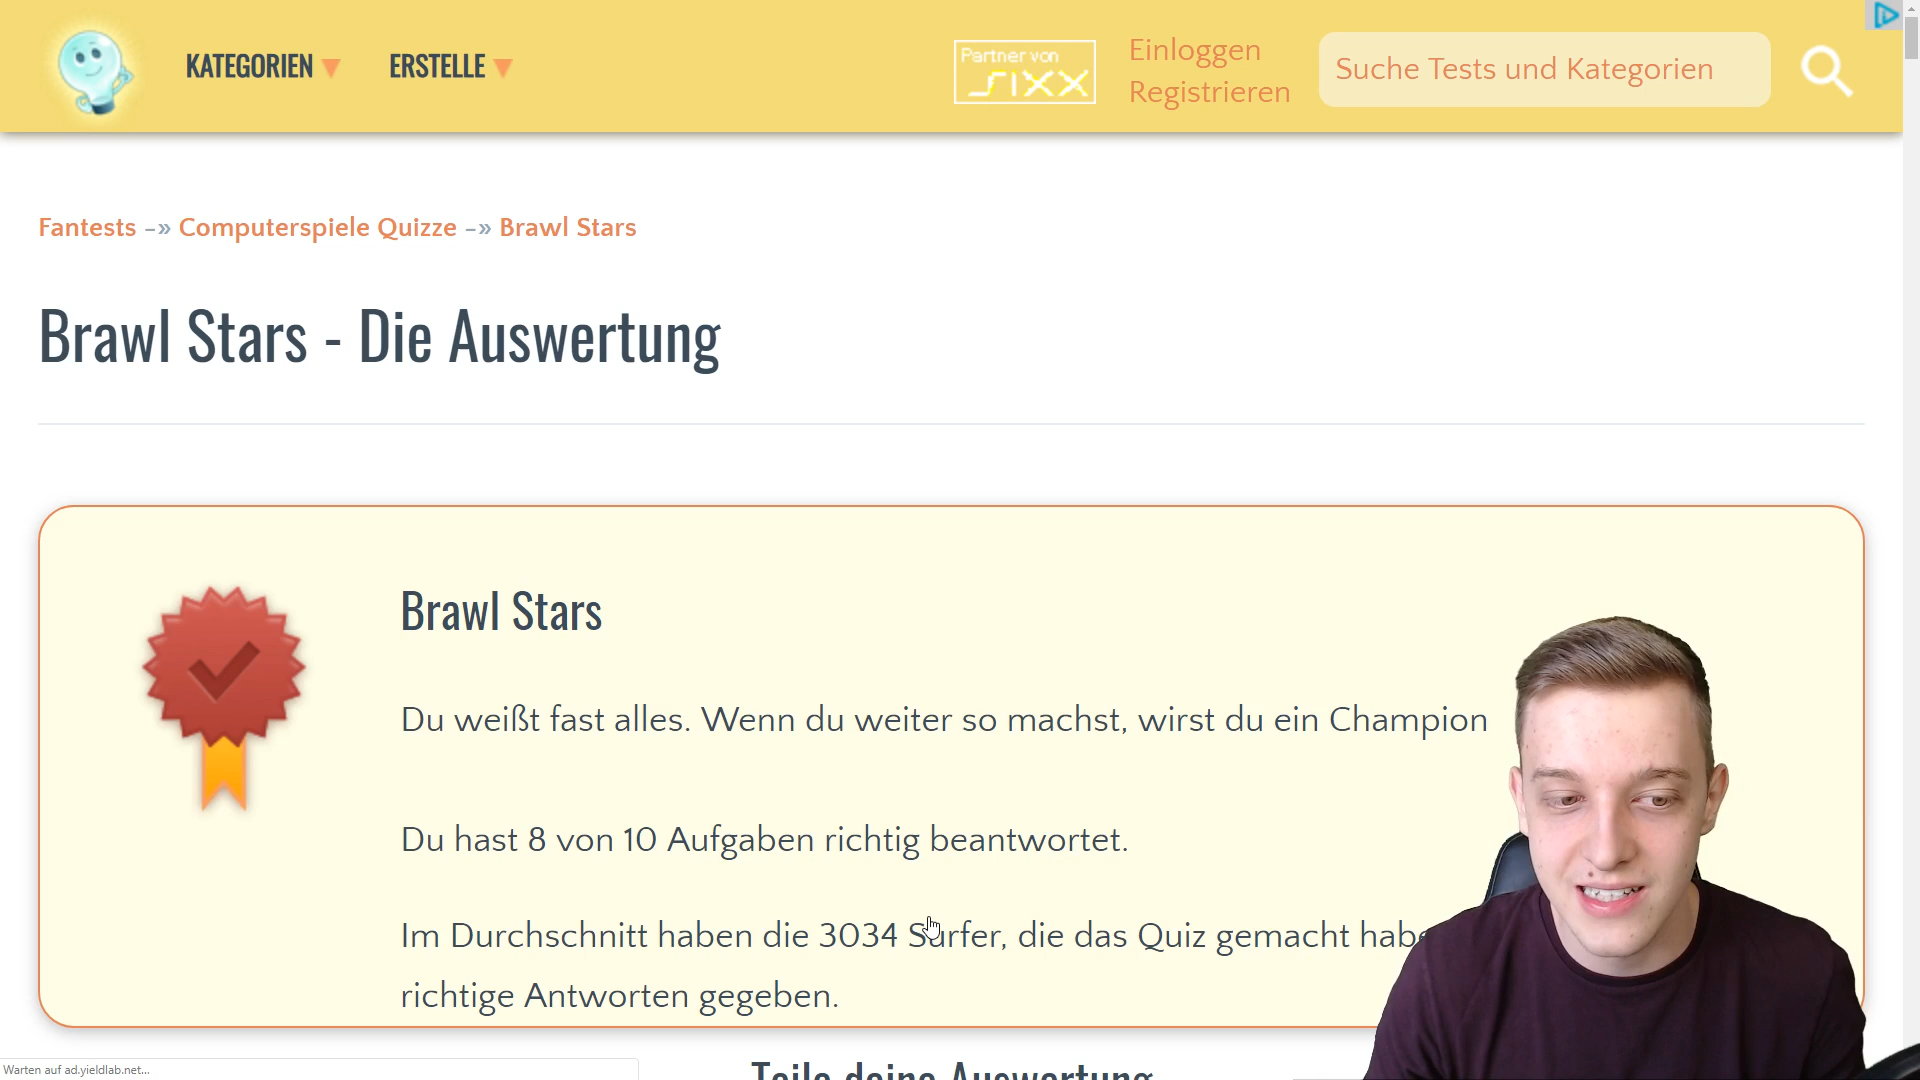 KATEGORIEN ▼ ERSTELLE ▼
Partner von
sixx
Einloggen
Registrieren
Suche Tests und Kategorien
Fantests -» Computerspiele Quizze -» Brawl Stars
Brawl Stars - Die Auswertung
Brawl Stars
Du weißt fast alles. Wenn du weiter so machst, wirst du ein Champion
Du hast 8 von 10 Aufgaben richtig beantwortet.
Im Durchschnitt haben die 3034 Surfer, die das Quiz gemacht
richtige Antworten gegeben.
Teile deine Auswertung
Warten auf ad.yieldlab.net...